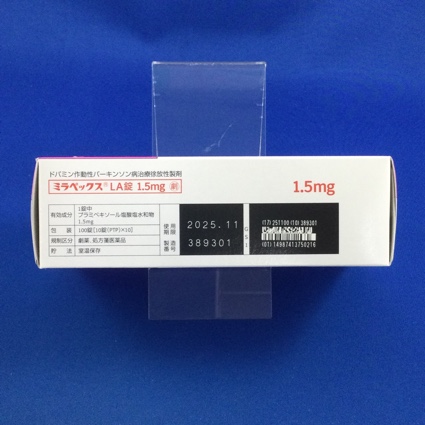 ドパミン作動性パーキンソン病治療徐放性製剤
ミラペックス® LA錠 1.5mg 劇
1.5mg
有効成分 1錠中 プラミペキソール塩酸塩水和物 1.5mg
包装 100錠[10錠(PTP)×10]
規制区分 劇薬、処方箋医薬品
貯法 室温保存
使用期限 2025.11
製造番号 389301
GS1
(17) 251100 (10) 389301
(01) 14987413750216